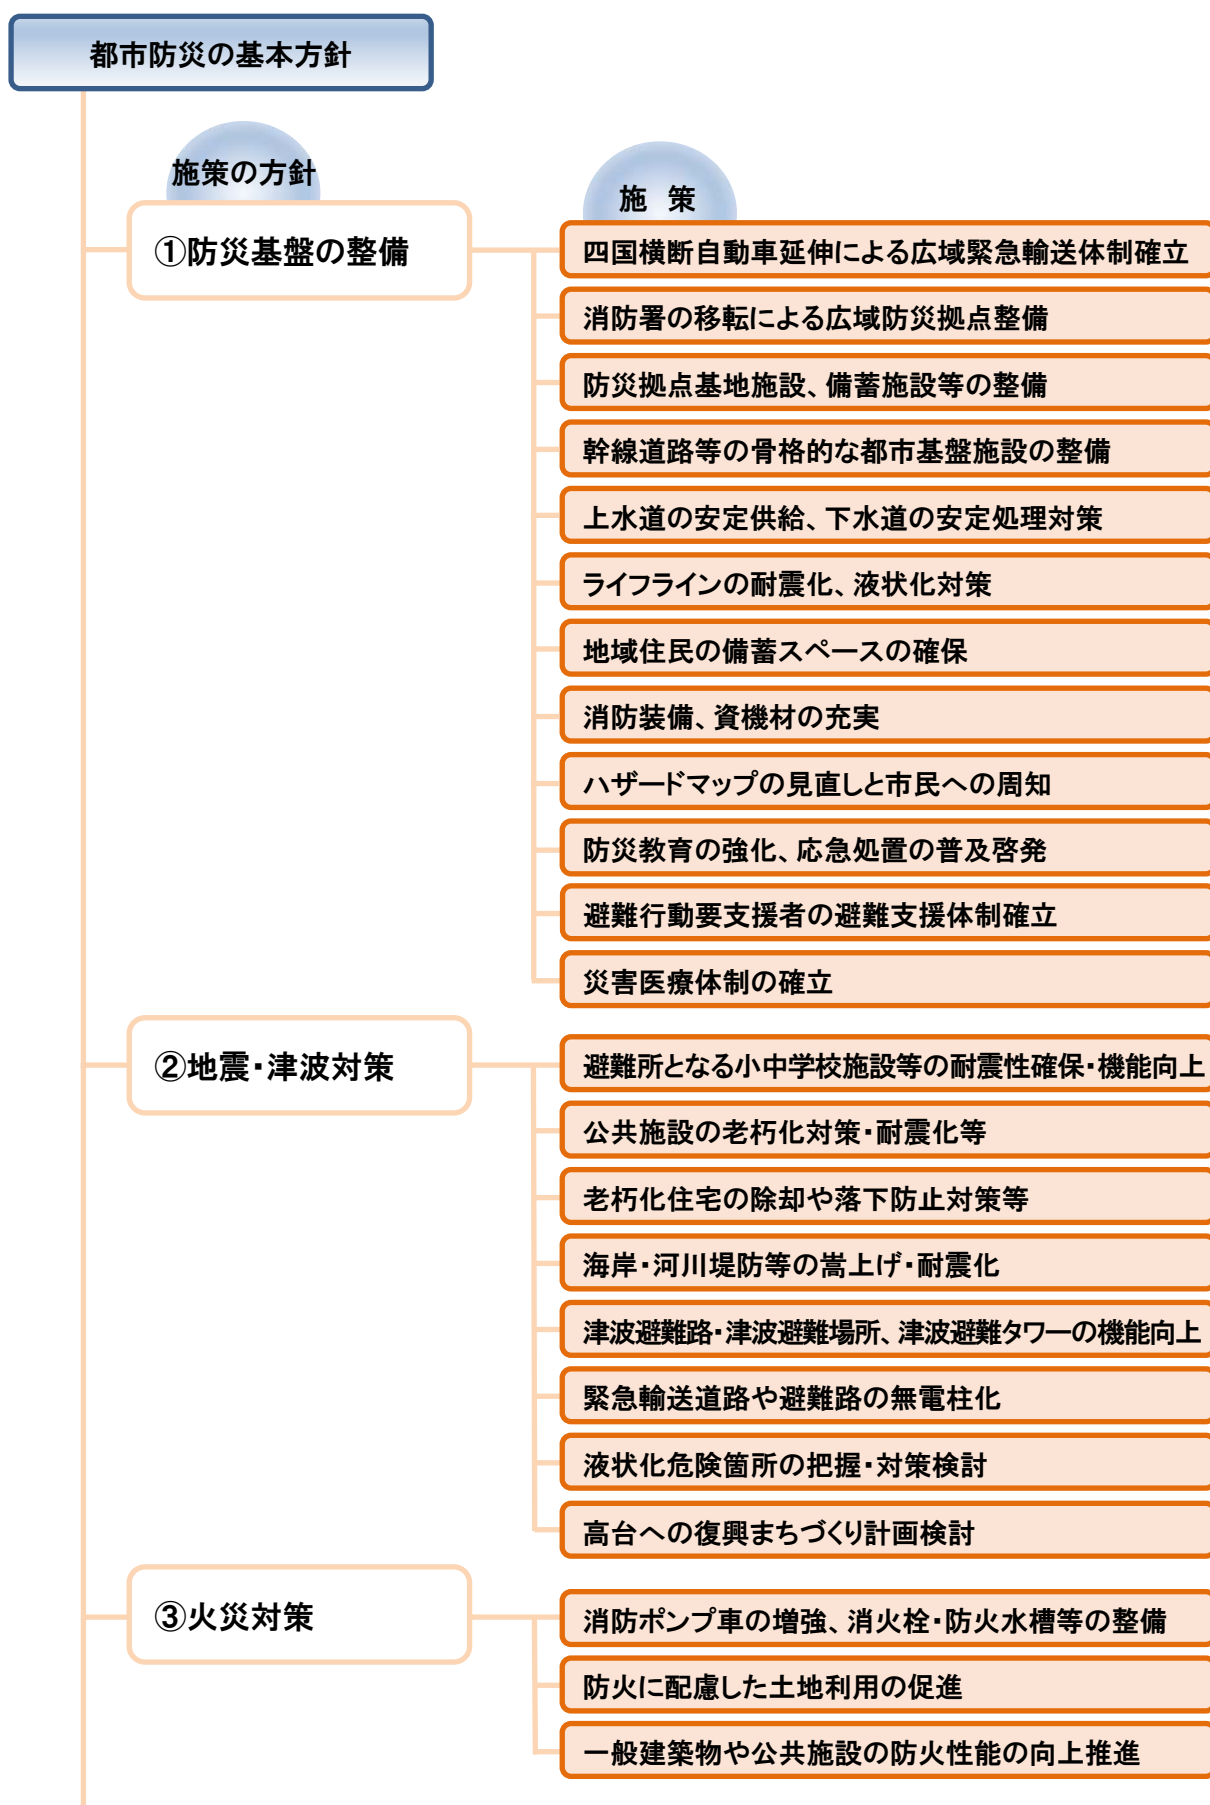 都市防災の基本方針
施策の方針
施 策
①防災基盤の整備
四国横断自動車延伸による広域緊急輸送体制確立
消防署の移転による広域防災拠点整備
防災拠点基地施設、備蓄施設等の整備
幹線道路等の骨格的な都市基盤施設の整備
上水道の安定供給、下水道の安定処理対策
ライフラインの耐震化、液状化対策
地域住民の備蓄スペースの確保
消防装備、資機材の充実
ハザードマップの見直しと市民への周知
防災教育の強化、応急処置の普及啓発
避難行動要支援者の避難支援体制確立
災害医療体制の確立
②地震・津波対策
避難所となる小中学校施設等の耐震性確保・機能向上
公共施設の老朽化対策・耐震化等
老朽化住宅の除却や落下防止対策等
海岸・河川堤防等の嵩上げ・耐震化
津波避難路・津波避難場所、津波避難タワーの機能向上
緊急輸送道路や避難路の無電柱化
液状化危険箇所の把握・対策検討
高台への復興まちづくり計画検討
③火災対策
消防ポンプ車の増強、消火栓・防火水槽等の整備
防火に配慮した土地利用の促進
一般建築物や公共施設の防火性能の向上推進